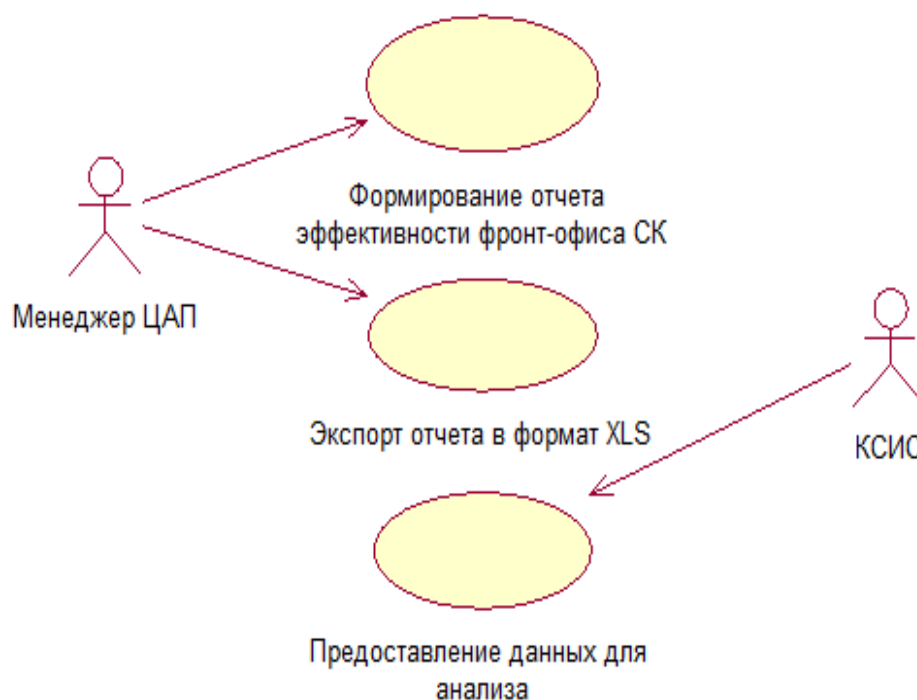 Формирование отчета
эффективности фронт-офиса СК
Менеджер ЦАП
Экспорт отчета в формат XLS
КСИС
Предоставление данных для
анализа